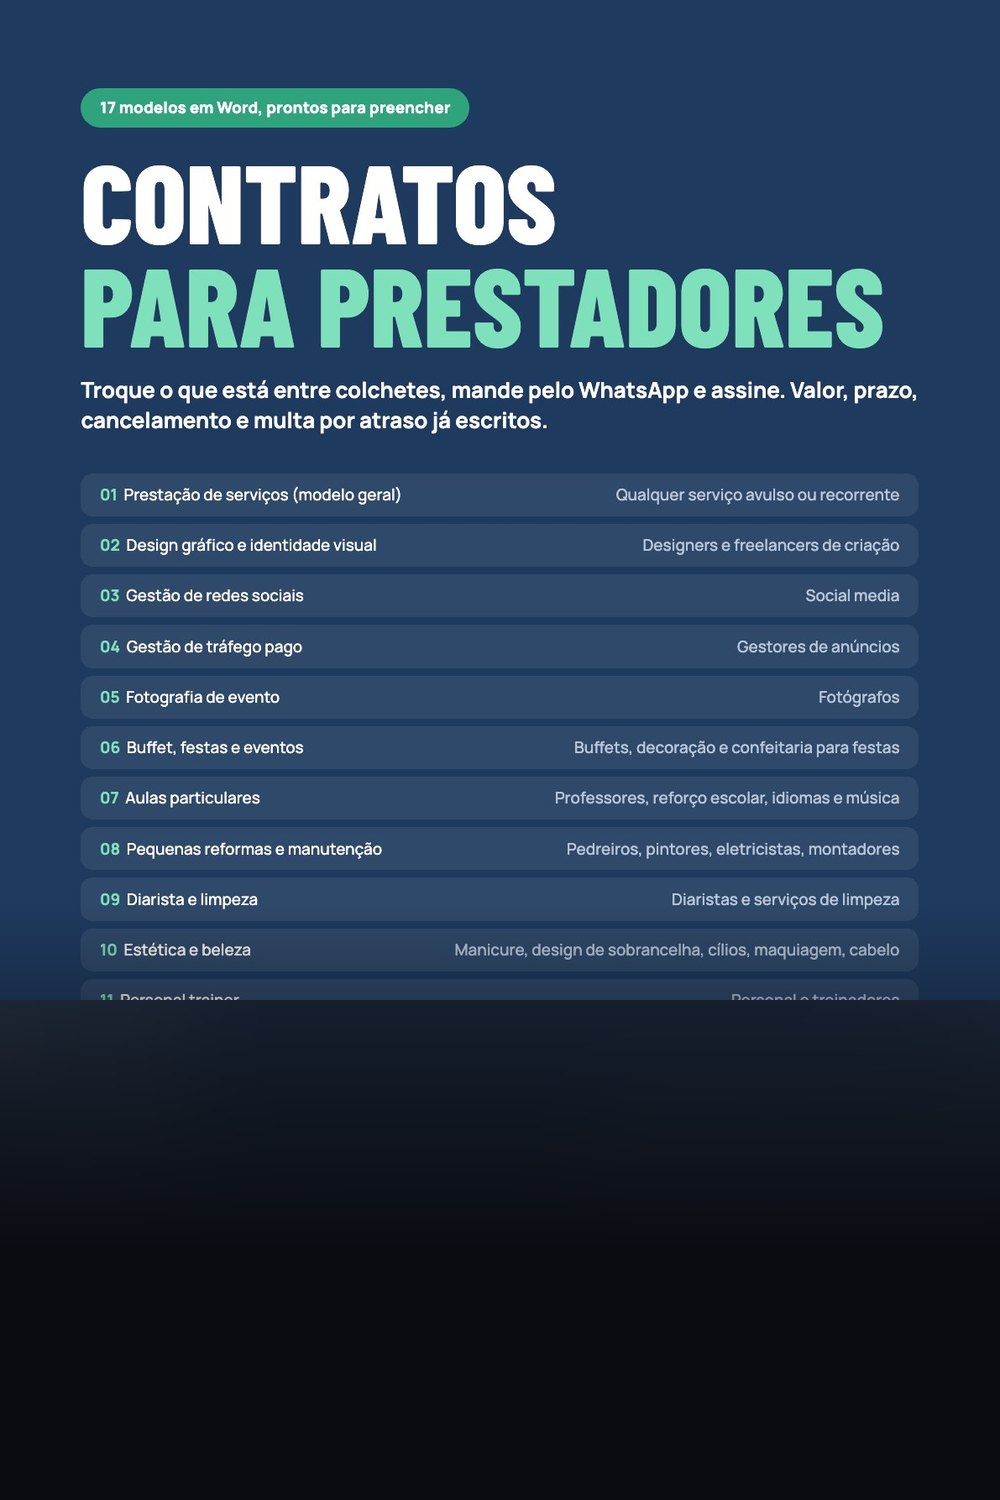 17 modelos em Word, prontos para preencher
CONTRATOS
PARA PRESTADORES
Troque o que está entre colchetes, mande pelo WhatsApp e assine. Valor, prazo,
cancelamento e multa por atraso já escritos.
01 Prestação de serviços (modelo geral) Qualquer serviço avulso ou recorrente
02 Design gráfico e identidade visual Designers e freelancers de criação
03 Gestão de redes sociais Social media
04 Gestão de tráfego pago Gestores de anúncios
05 Fotografia de evento Fotógrafos
06 Buffet, festas e eventos Buffets, decoração e confeitaria para festas
07 Aulas particulares Professores, reforço escolar, idiomas e música
08 Pequenas reformas e manutenção Pedreiros, pintores, eletricistas, montadores
09 Diarista e limpeza Diaristas e serviços de limpeza
10 Estética e beleza Manicure, design de sobrancelha, cílios, maquiagem, cabelo
11 Personal trainer Personal e treinadores